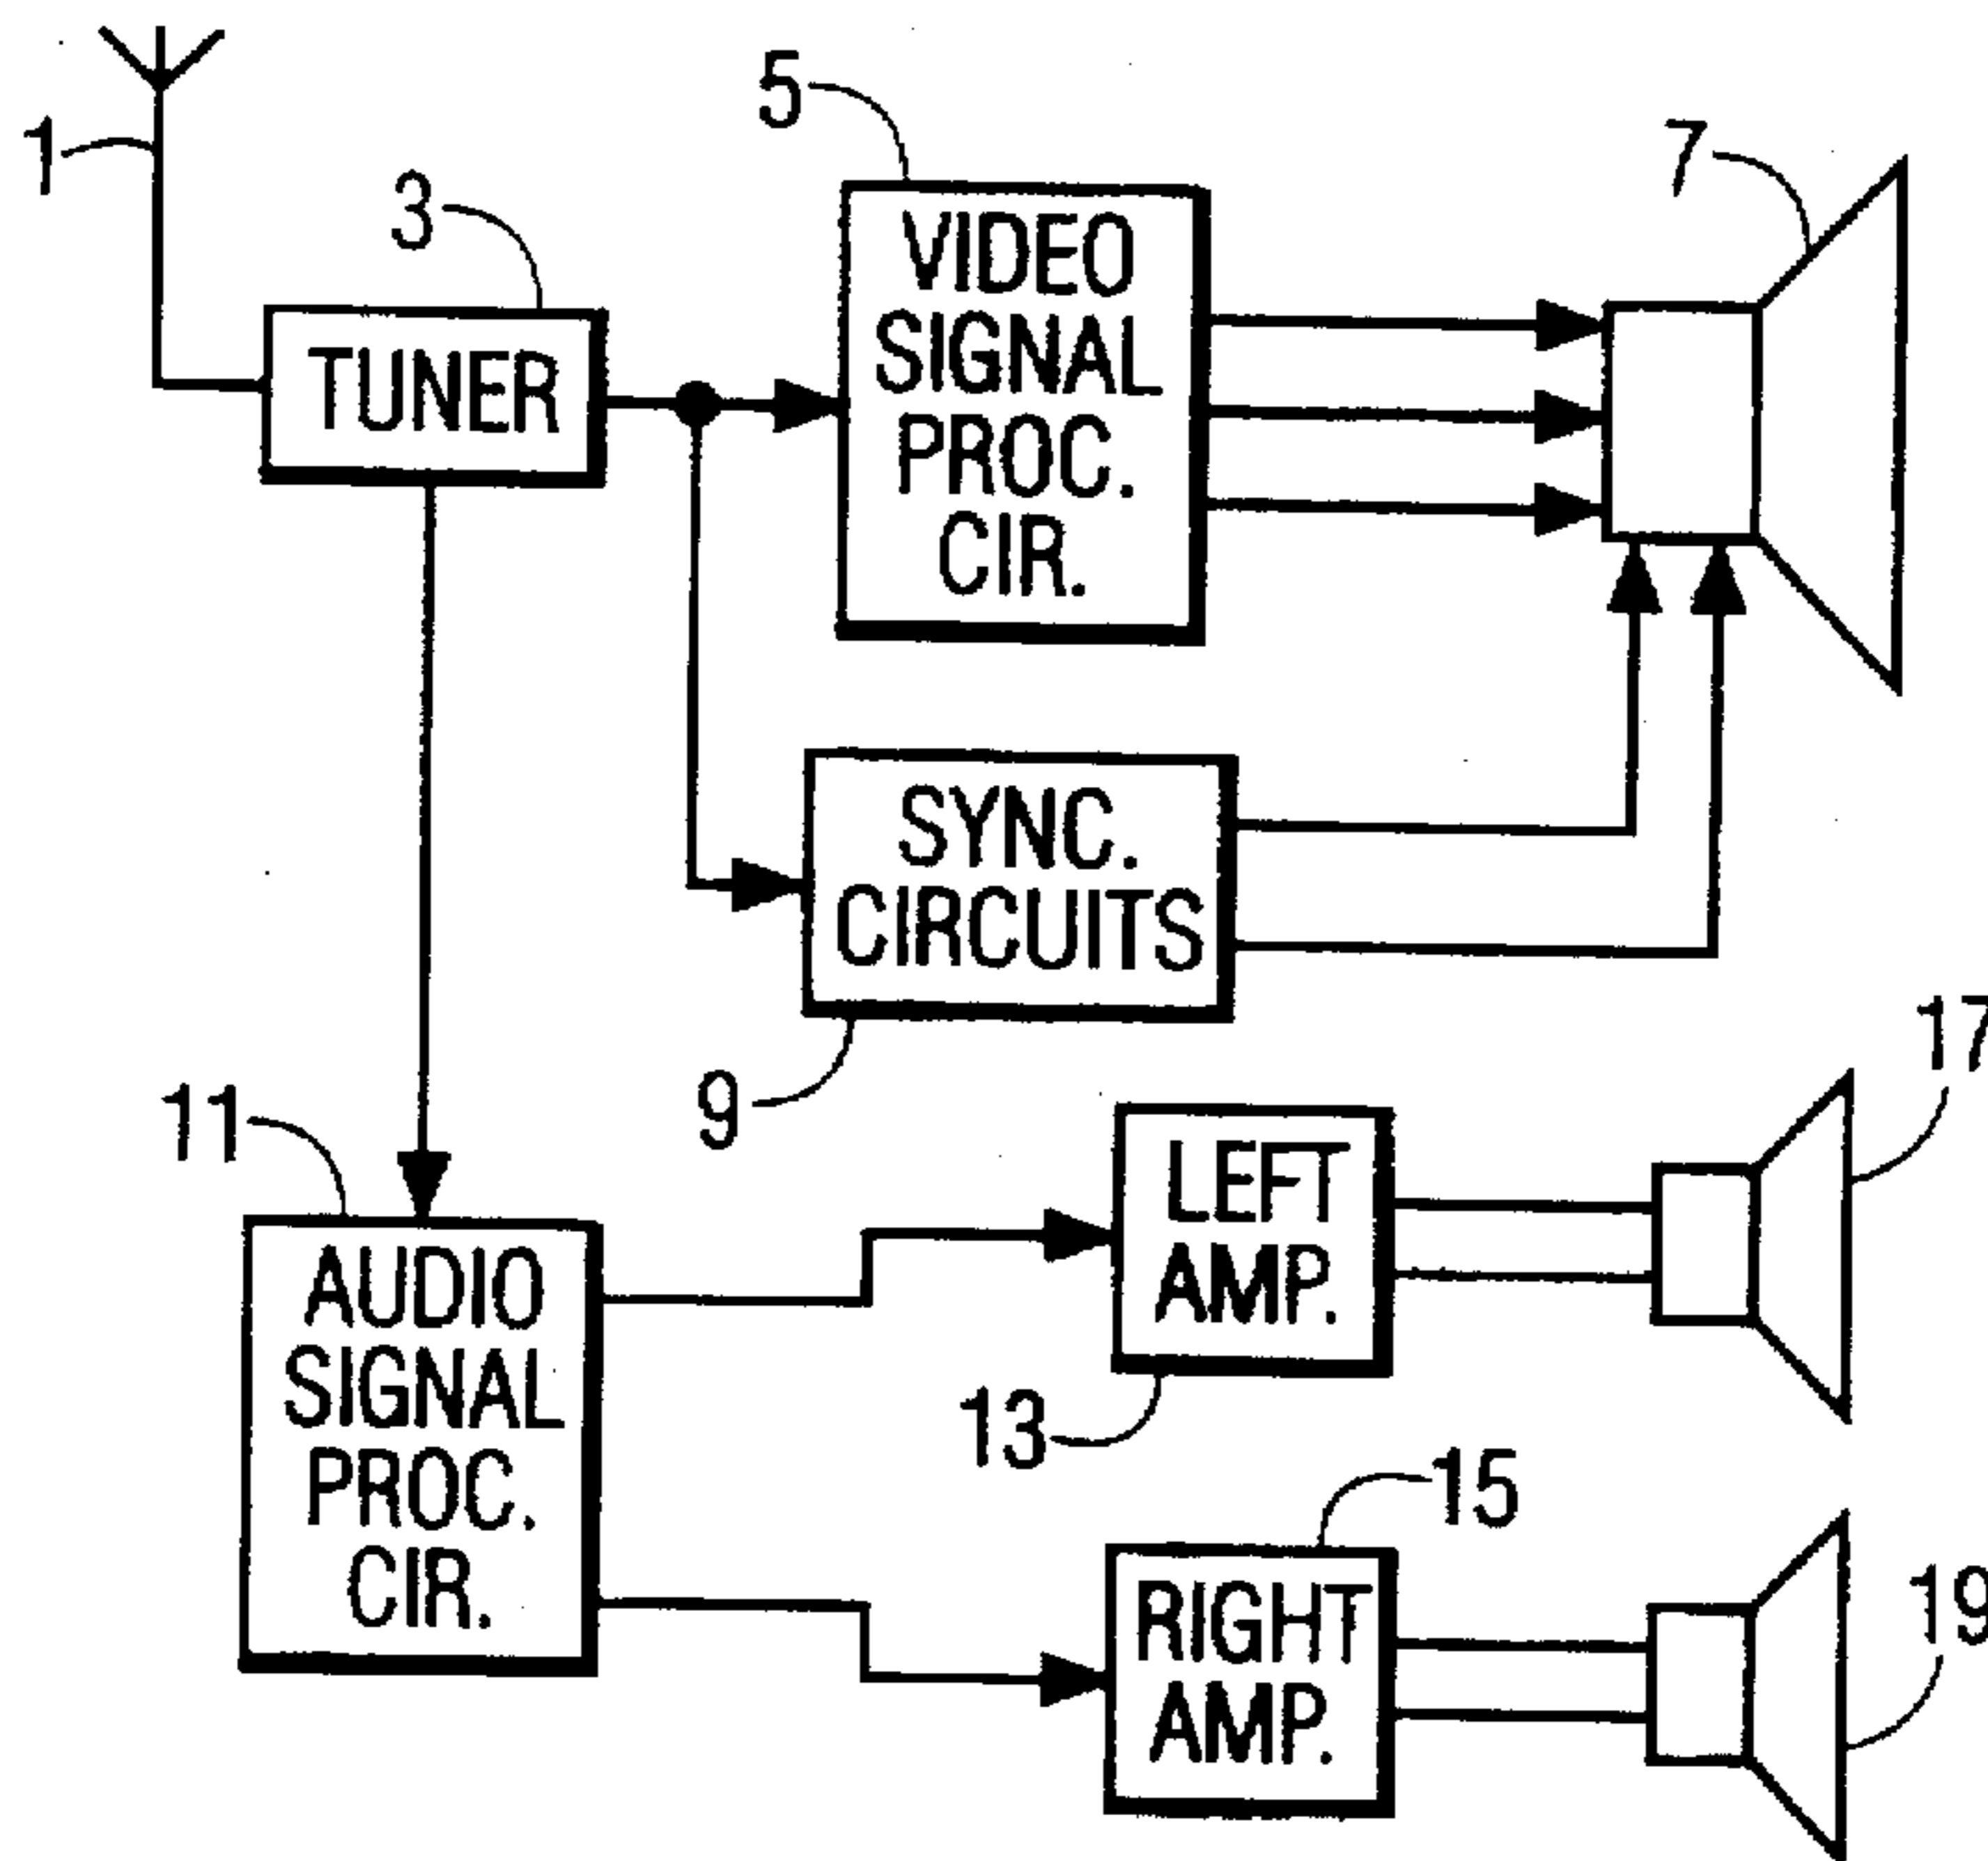 1
3
TUNER
5
VIDEO
SIGNAL
PROC.
CIR.
7
SYNC.
CIRCUITS
9
11
AUDIO
SIGNAL
PROC.
CIR.
LEFT
AMP.
13
17
15
RIGHT
AMP.
19